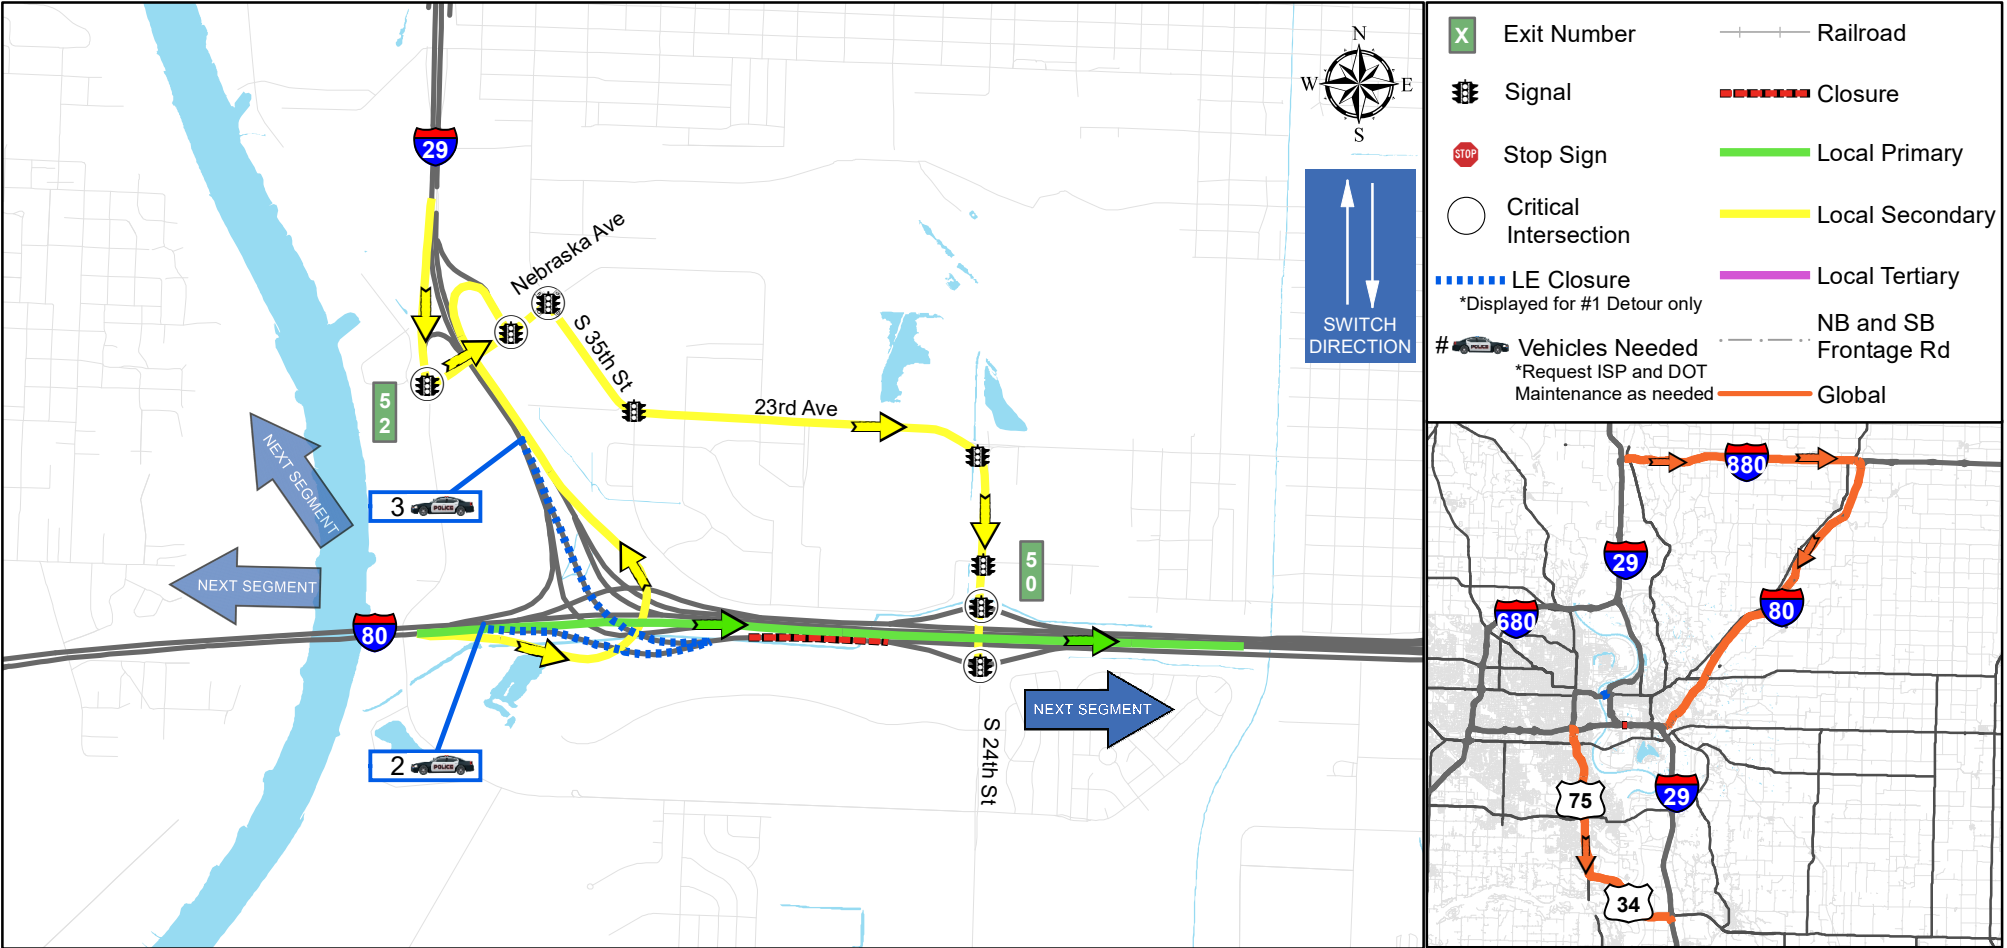 29
Nebraska Ave
S 35th St
23rd Ave
5
2
NEXT SEGMENT
NEXT SEGMENT
3
POLICE
80
2
POLICE
5
0
NEXT SEGMENT
S 24th St
N
W
E
S
SWITCH
DIRECTION
X
Exit Number
Signal
STOP
Stop Sign
Critical
Intersection
LE Closure
*Displayed for #1 Detour only
#
POLICE
Vehicles Needed
*Request ISP and DOT
Maintenance as needed
Railroad
Closure
Local Primary
Local Secondary
Local Tertiary
NB and SB
Frontage Rd
Global
880
29
80
680
75
29
34